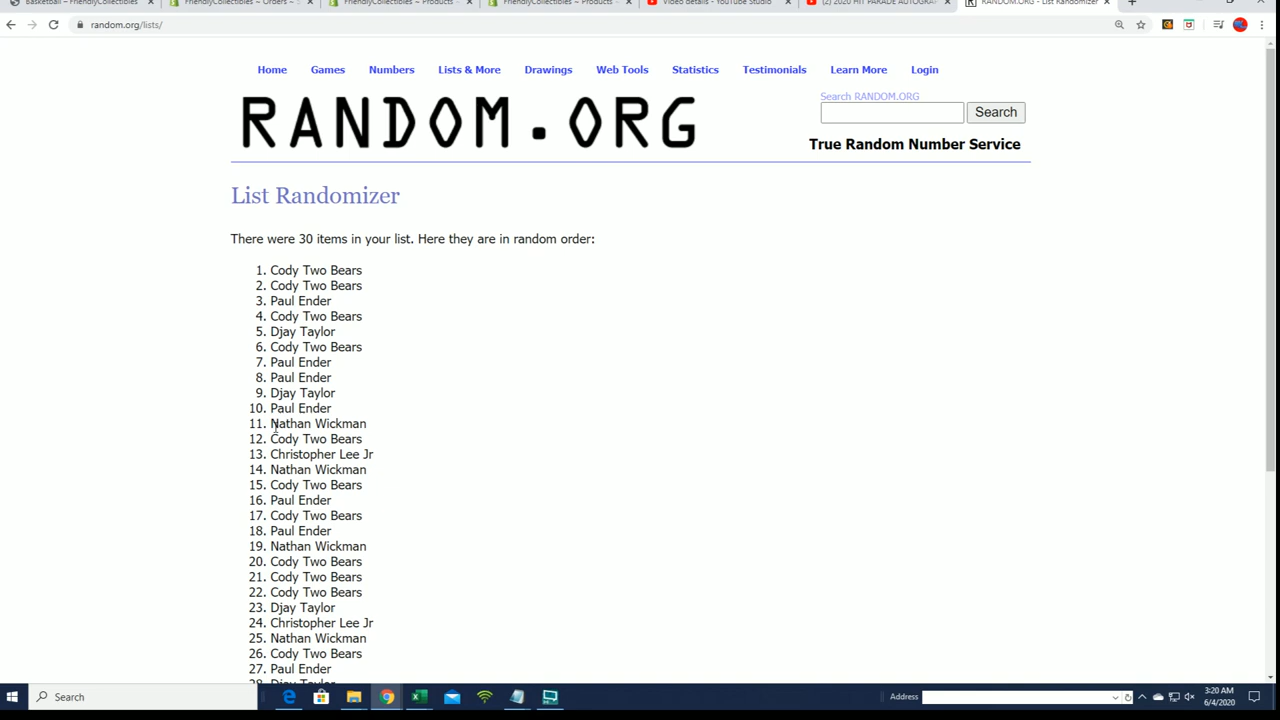 Basketball – FriendlyCollectibles
FriendlyCollectibles ~ Orders ~
FriendlyCollectibles ~ Products ~
FriendlyCollectibles ~ Products ~
Video details - YouTube Studio
(2) 2020 HIT PARADE AUTOGRA
RANDOM.ORG - List Randomizer
random.org/lists/
Home Games Numbers Lists & More Drawings Web Tools Statistics Testimonials Learn More Login
RANDOM.ORG
Search RANDOM.ORG
Search
True Random Number Service
List Randomizer
There were 30 items in your list. Here they are in random order:
1. Cody Two Bears
2. Cody Two Bears
3. Paul Ender
4. Cody Two Bears
5. Djay Taylor
6. Cody Two Bears
7. Paul Ender
8. Paul Ender
9. Djay Taylor
10. Paul Ender
11. Nathan Wickman
12. Cody Two Bears
13. Christopher Lee Jr
14. Nathan Wickman
15. Cody Two Bears
16. Paul Ender
17. Cody Two Bears
18. Paul Ender
19. Nathan Wickman
20. Cody Two Bears
21. Cody Two Bears
22. Cody Two Bears
23. Djay Taylor
24. Christopher Lee Jr
25. Nathan Wickman
26. Cody Two Bears
27. Paul Ender
28. Djay Taylor
Search
Address
3:20 AM
6/4/2020